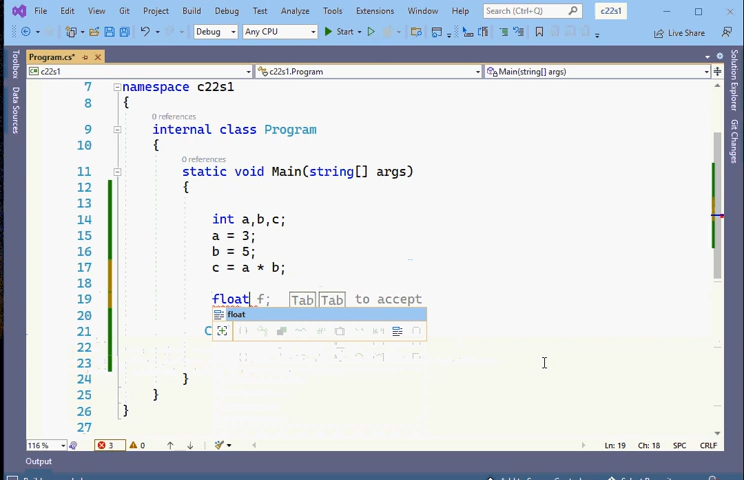 File Edit View Git Project Build Debug Test Analyze Tools Extensions Window Help Search (Ctrl+Q) c22s1
Debug Any CPU Start Live Share
Program.cs*
c22s1 c22s1.Program Main(string[] args)
Toolbox
Data Sources
Solution Explorer
Git Changes
7 namespace c22s1
8 {
0 references
9 internal class Program
10 {
0 references
11 static void Main(string[] args)
12 {
13
14 int a,b,c;
15 a = 3;
16 b = 5;
17 c = a * b;
18
19 float f; Tab Tab to accept
float
20
21 C
22
23
24 }
25 }
26 }
27
116 % 3 0 Ln: 19 Ch: 18 SPC CRLF
Output